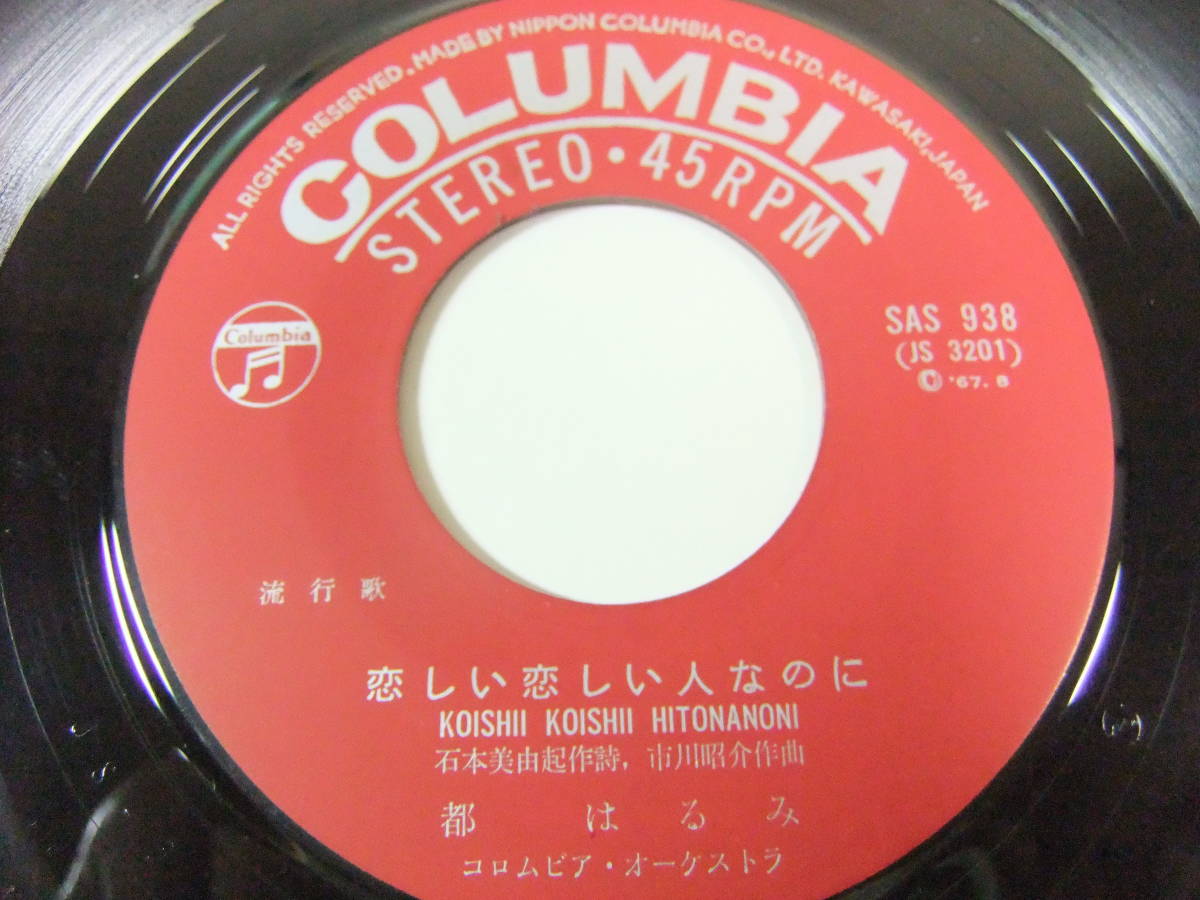 ALL RIGHTS RESERVED. MADE BY NIPPON COLUMBIA CO., LTD. KAWASAKI, JAPAN
COLUMBIA
STEREO・45RPM
Columbia
SAS 938
(JS 3201)
Ⓒ '67. 8
流行歌
恋しい恋しい人なのに
KOISHII KOISHII HITONANONI
石本美由起作詩, 市川昭介作曲
都 はるみ
コロムビア・オーケストラ